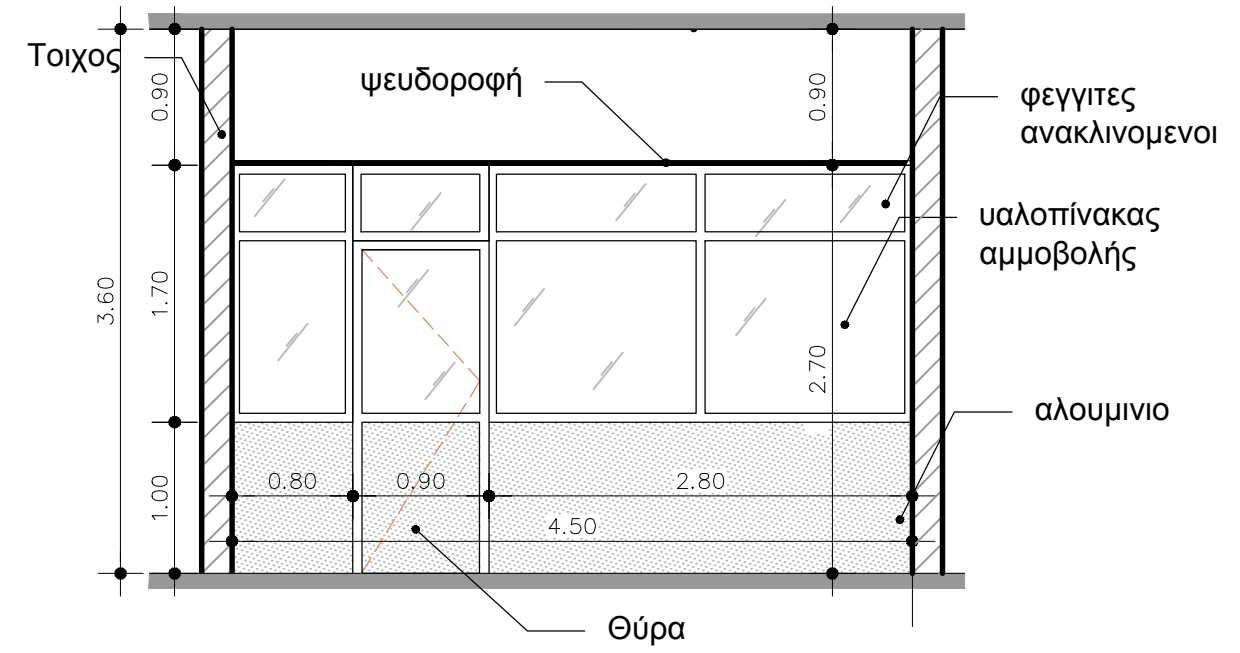 Τοιχος
ψευδοροφή
φεγγιτες
ανακλινομενοι
υαλοπίνακας
αμμοβολής
αλουμινιο
Θύρα
0.90
0.90
3.60
1.70
2.70
1.00
0.80
0.90
2.80
4.50